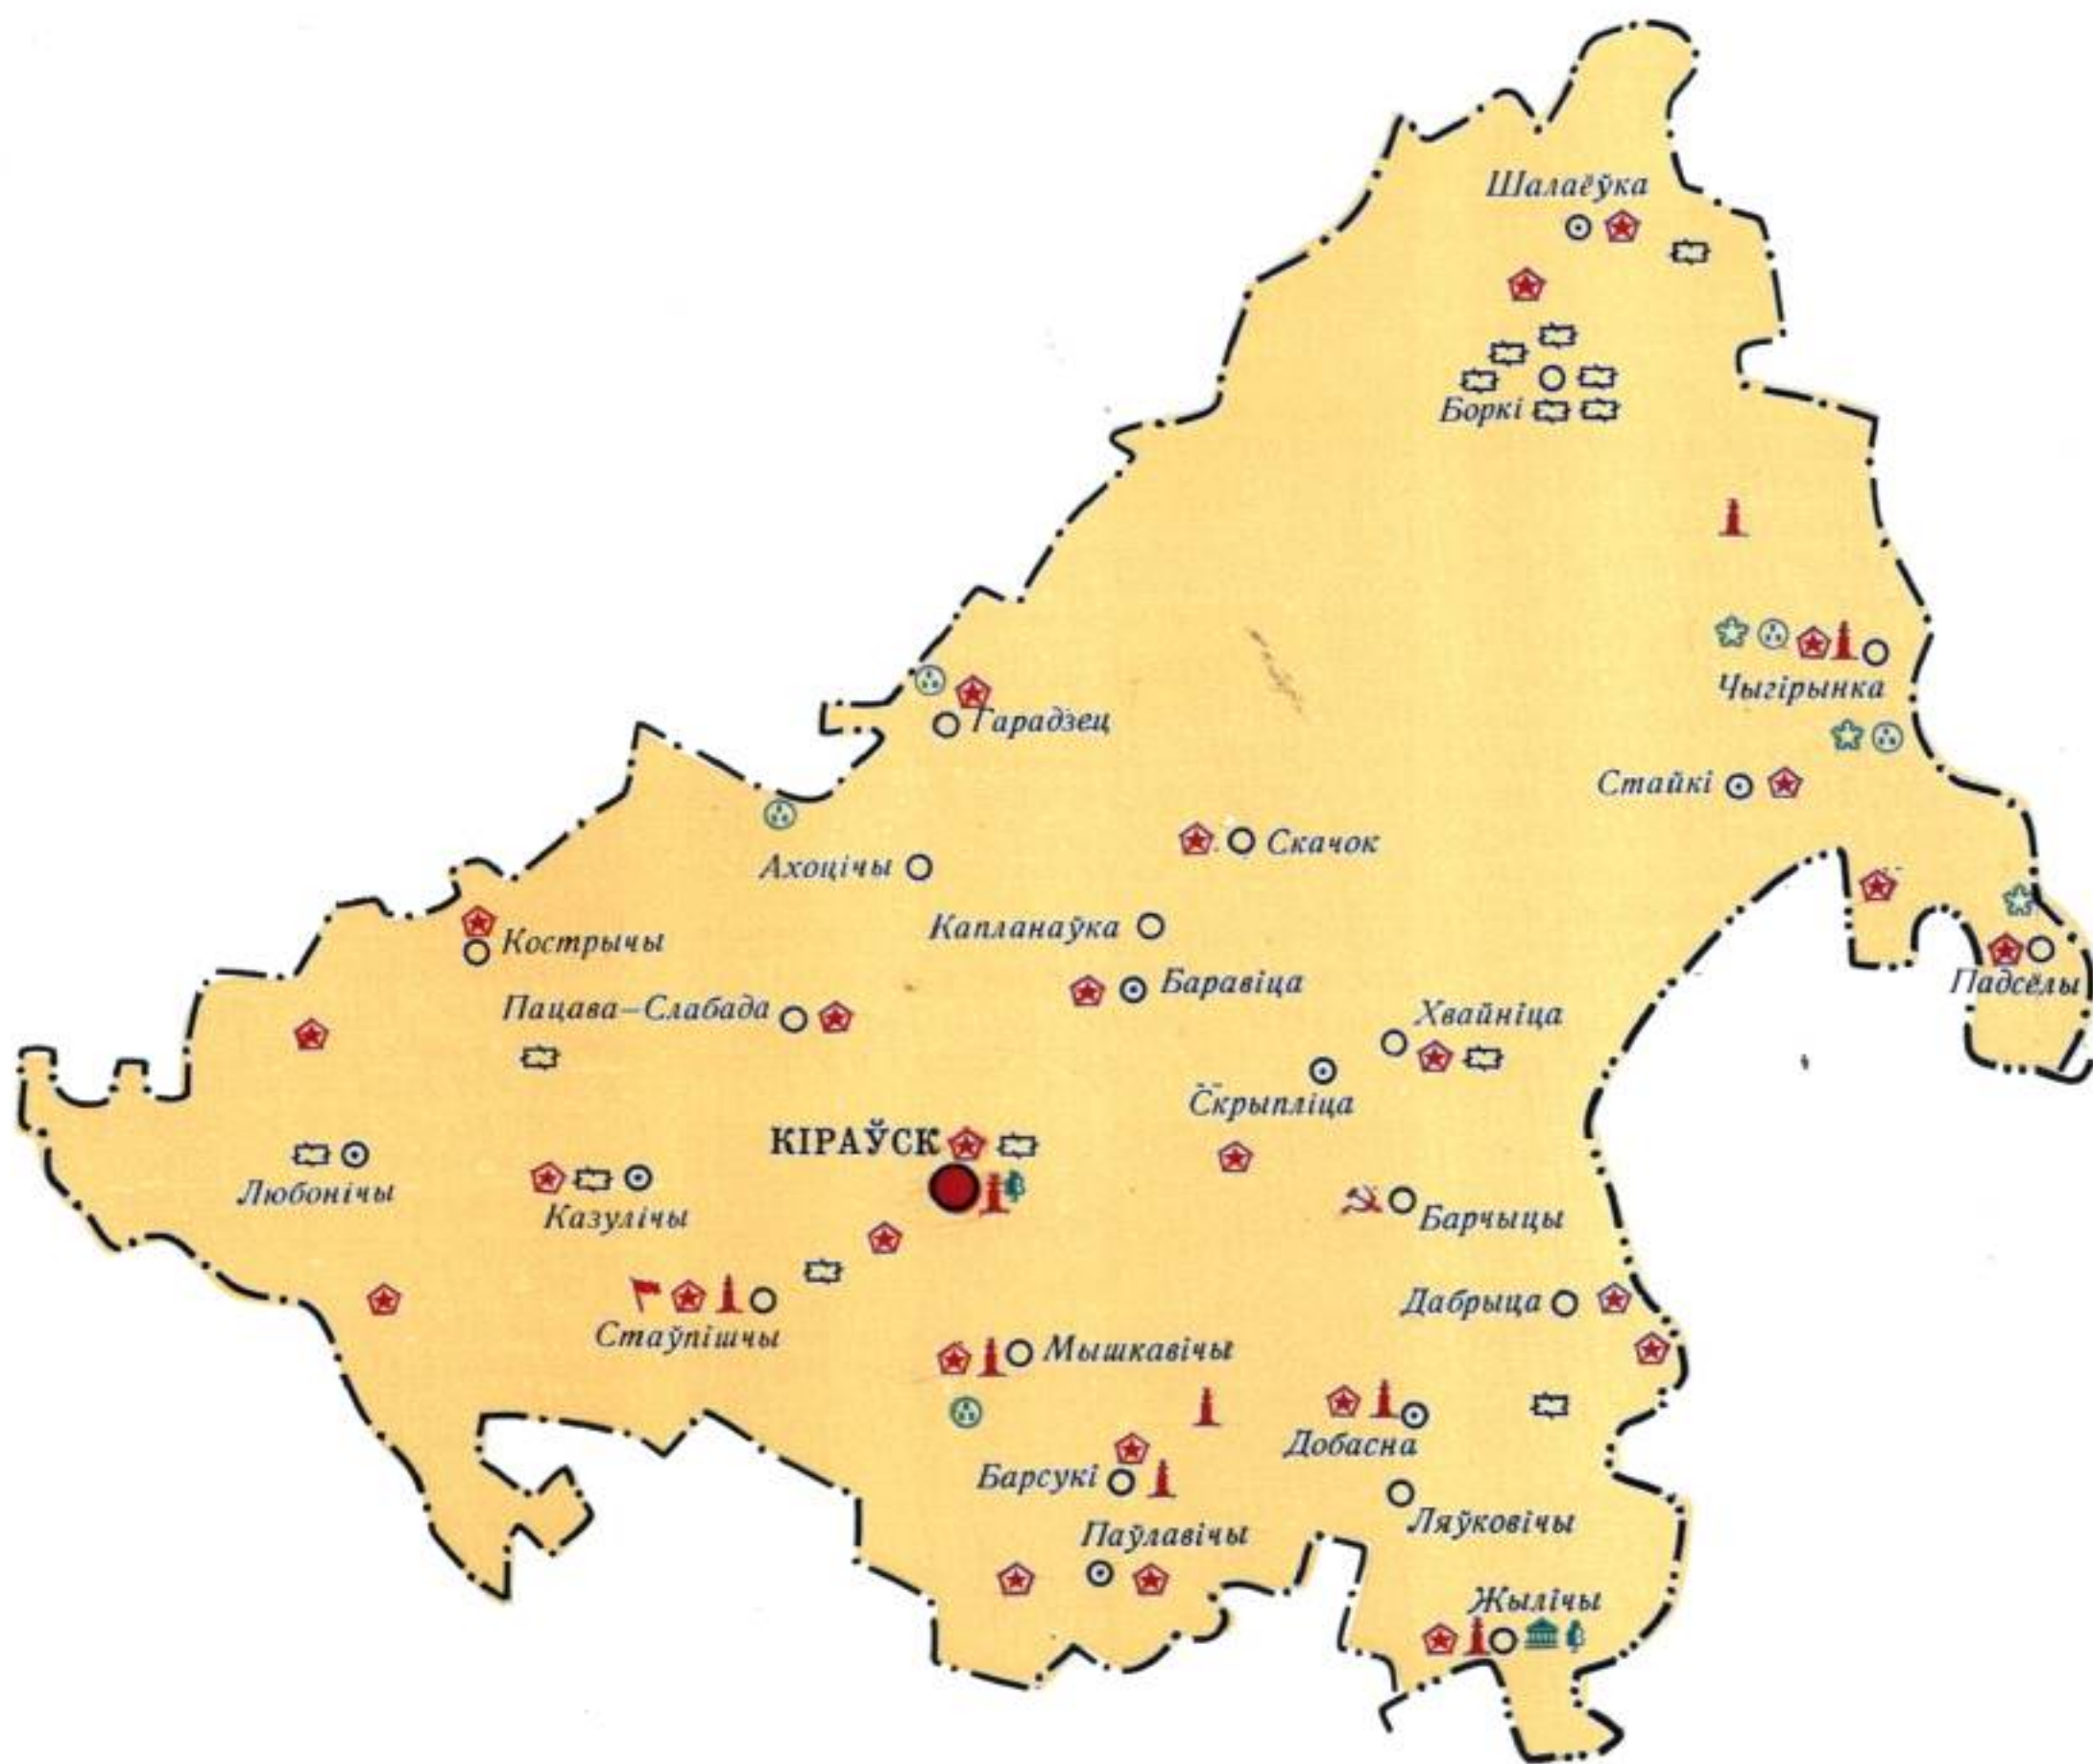 Шалаёўка
Боркі
Чыгірынка
Гарадзец
Стайкі
Скачок
Ахоцічы
Капланаўка
Кострычы
Падсёлы
Баравіца
Пацава–Слабада
Хвайніца
Скрыпліца
КІРАЎСК
Любонічы
Казулічы
Барчыцы
Дабрыца
Стаўпішчы
Мышкавічы
Добасна
Барсукі
Ляўковічы
Паўлавічы
Жылічы